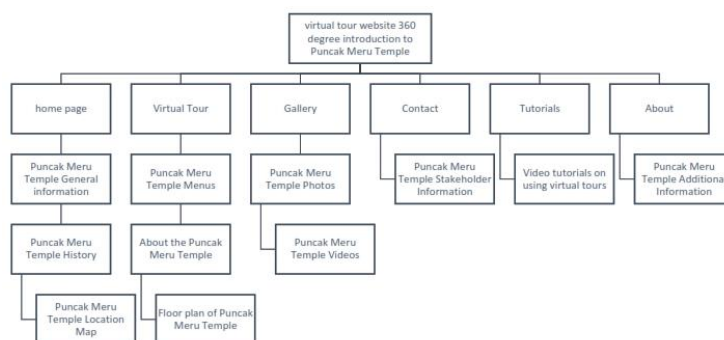 virtual tour website 360
degree introduction to
Puncak Meru Temple
home page
Virtual Tour
Gallery
Contact
Tutorials
About
Puncak Meru
Temple General
information
Puncak Meru
Temple Menus
Puncak Meru
Temple Photos
Puncak Meru
Temple Stakeholder
Information
Video tutorials on
using virtual tours
Puncak Meru
Temple Additiona
Information
Puncak Meru
Temple History
About the Puncak
Meru Temple
Puncak Meru
Temple Videos
Puncak Meru
Temple Location
Map
Floor plan of Puncak
Meru Temple